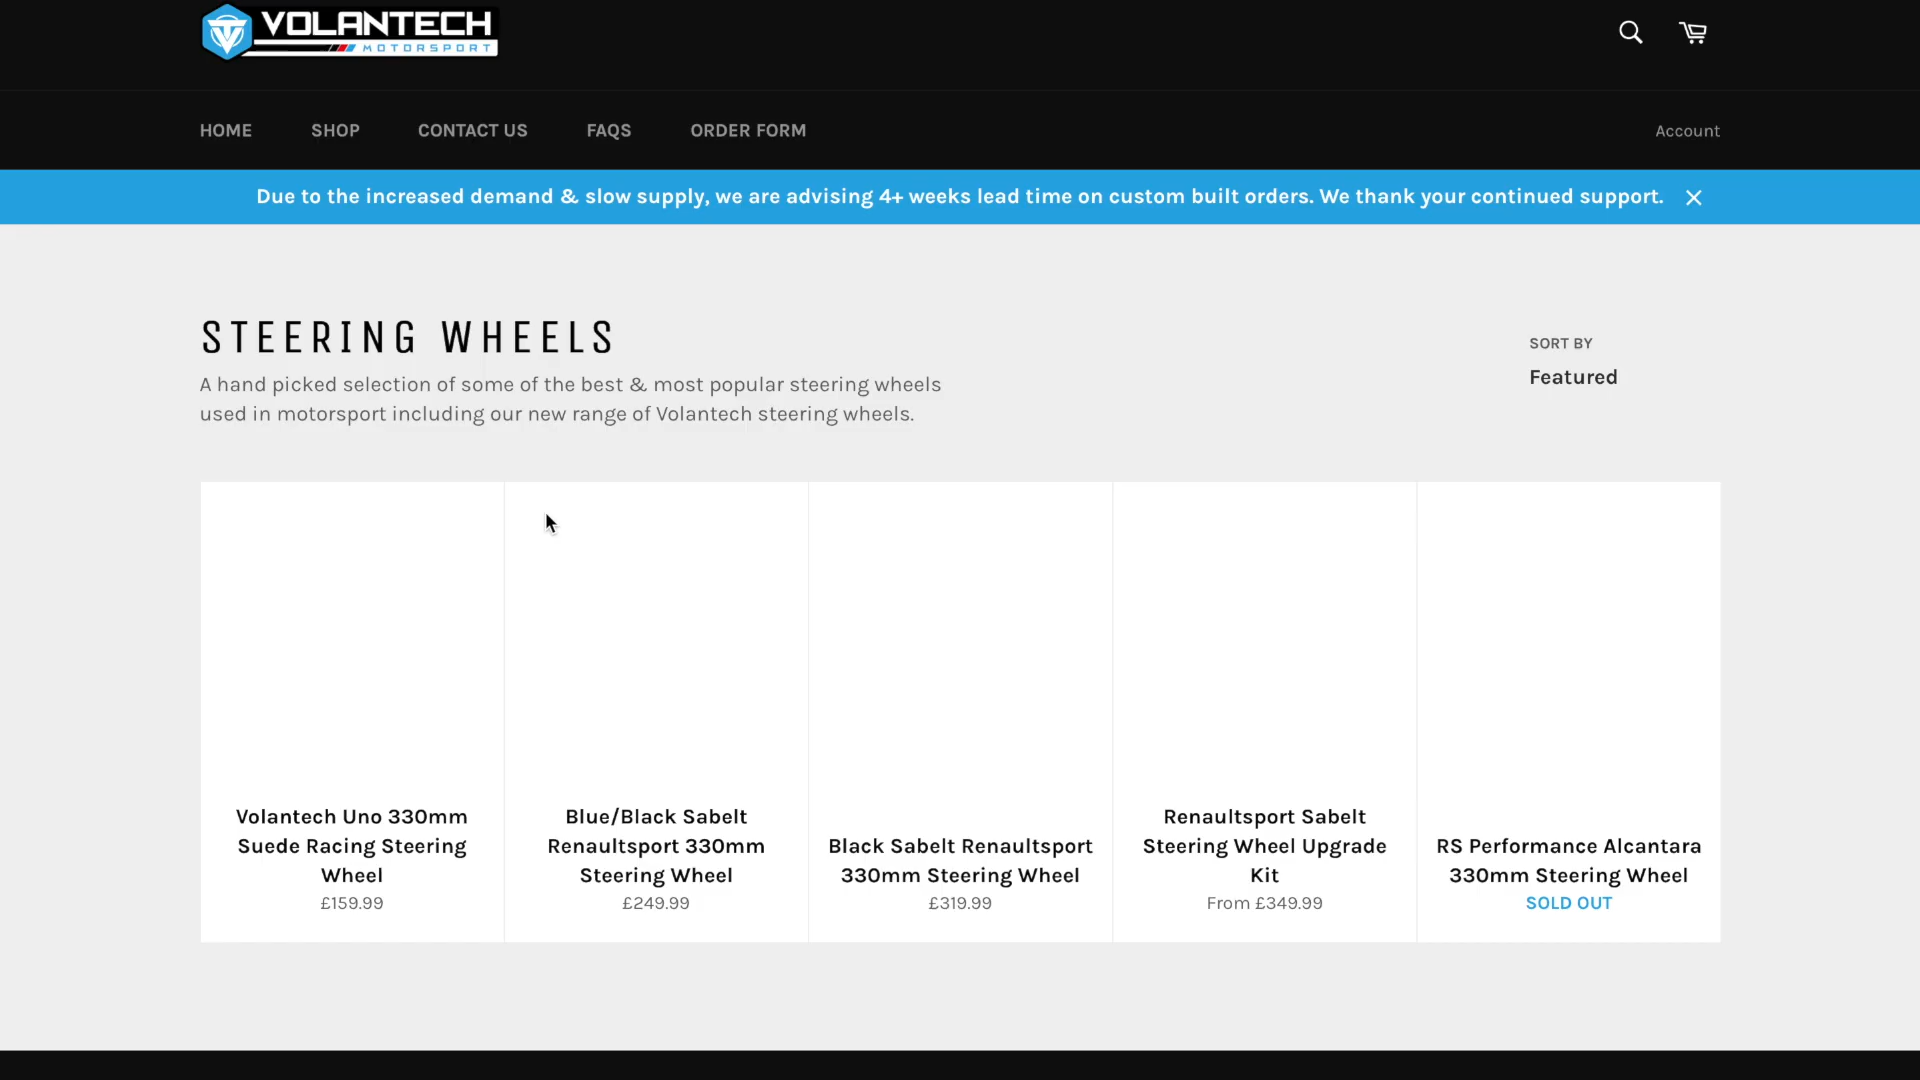 VOLANTECH
MOTORSPORT
HOME
SHOP
CONTACT US
FAQS
ORDER FORM
Account
Due to the increased demand & slow supply, we are advising 4+ weeks lead time on custom built orders. We thank your continued support.
STEERING WHEELS
A hand picked selection of some of the best & most popular steering wheels
used in motorsport including our new range of Volantech steering wheels.
SORT BY
Featured
Volantech Uno 330mm
Suede Racing Steering
Wheel
£159.99
Blue/Black Sabelt
Renaultsport 330mm
Steering Wheel
£249.99
Black Sabelt Renaultsport
330mm Steering Wheel
£319.99
Renaultsport Sabelt
Steering Wheel Upgrade
Kit
From £349.99
RS Performance Alcantara
330mm Steering Wheel
SOLD OUT